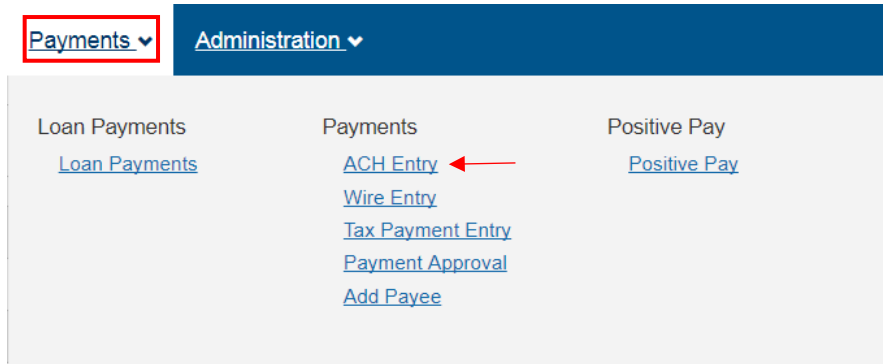 Payments Administration
Loan Payments
Loan Payments
Payments
ACH Entry
Wire Entry
Tax Payment Entry
Payment Approval
Add Payee
Positive Pay
Positive Pay